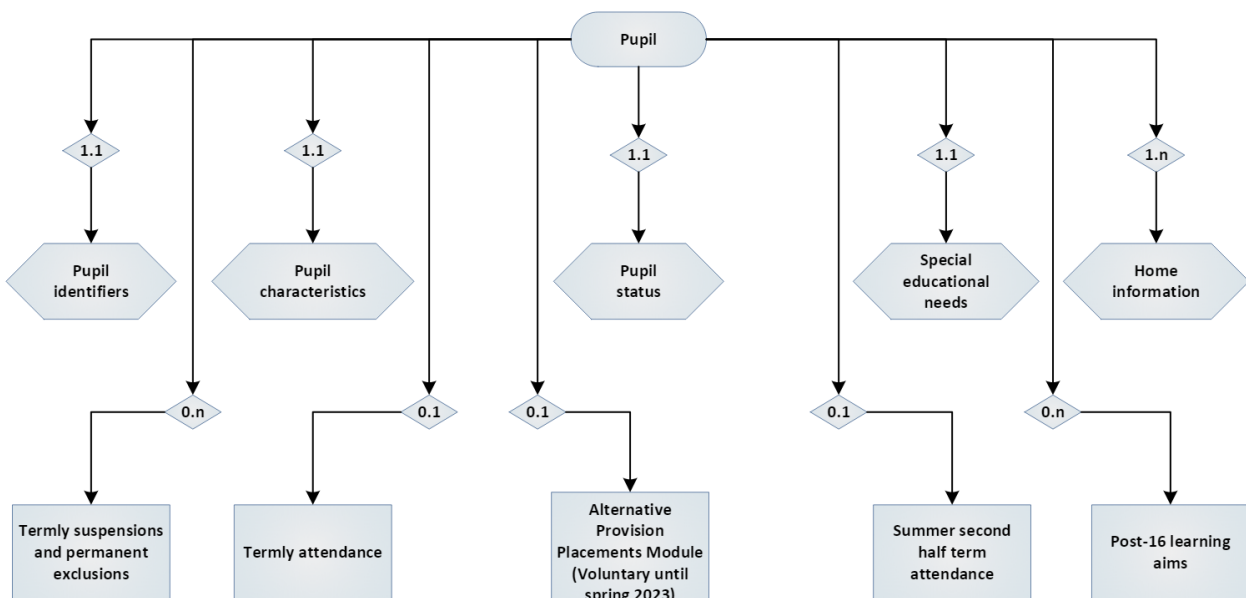 Pupil
1.1
1.1
1.1
1.1
1.n
Pupil
identifiers
Pupil
characteristics
Pupil
status
Special
educational
needs
Home
information
0.n
0.1
0.1
0.1
0.n
Termly suspensions
and permanent
exclusions
Termly attendance
Alternative
Provision
Placements Module
(Voluntary until
spring 2023)
Summer second
half term
attendance
Post-16 learning
aims